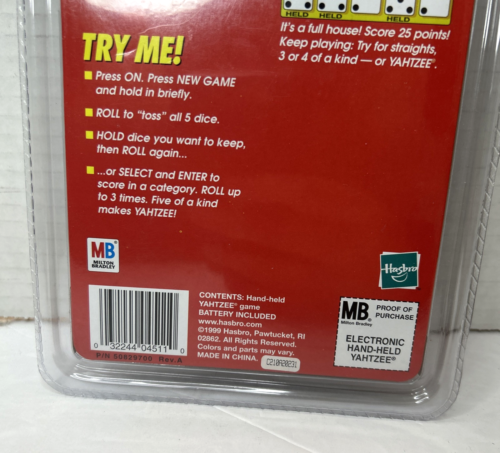 HELD HELD HELD
It's a full house! Score 25 points!
Keep playing: Try for straights,
3 or 4 of a kind — or YAHTZEE®.
TRY ME!
Press ON. Press NEW GAME
and hold in briefly.
ROLL to “toss” all 5 dice.
HOLD dice you want to keep,
then ROLL again...
...or SELECT and ENTER to
score in a category. ROLL up
to 3 times. Five of a kind
makes YAHTZEE!
MB
MILTON
BRADLEY
Hasbro
0 32244 04511 0
P/N 50829700 Rev.A
CONTENTS: Hand-held
YAHTZEE® game
BATTERY INCLUDED
www.hasbro.com
©1999 Hasbro, Pawtucket, RI
02862. All Rights Reserved.
Colors and parts may vary.
MADE IN CHINA
MB
Milton Bradley
PROOF OF
PURCHASE
ELECTRONIC
HAND-HELD
YAHTZEE®